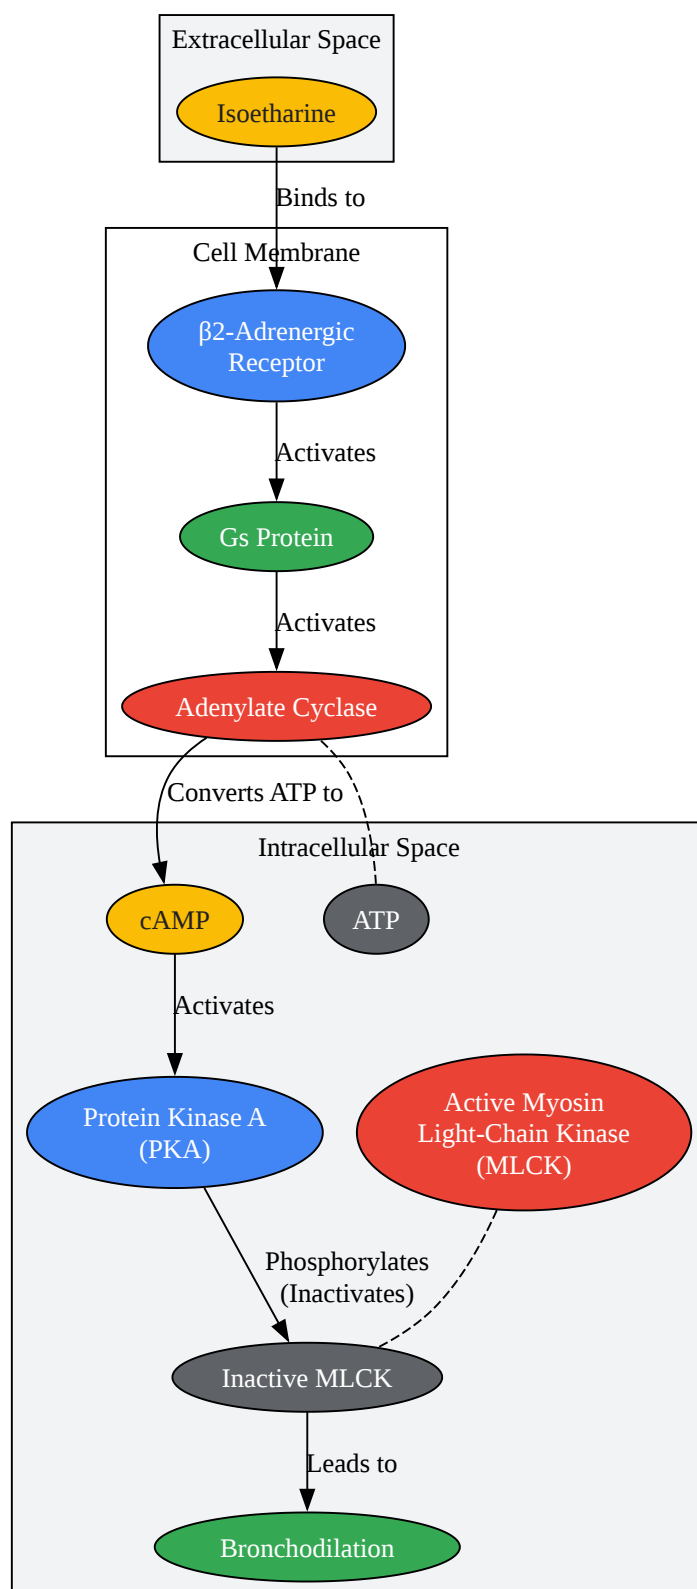 Extracellular Space
Isoetharine
Binds to
Cell Membrane
β2-Adrenergic
Receptor
Activates
Gs Protein
Activates
Adenylate Cyclase
Converts ATP to
Intracellular Space
cAMP
ATP
Activates
Protein Kinase A
(PKA)
Active Myosin
Light-Chain Kinase
(MLCK)
Phosphorylates
(Inactivates)
Inactive MLCK
Leads to
Bronchodilation